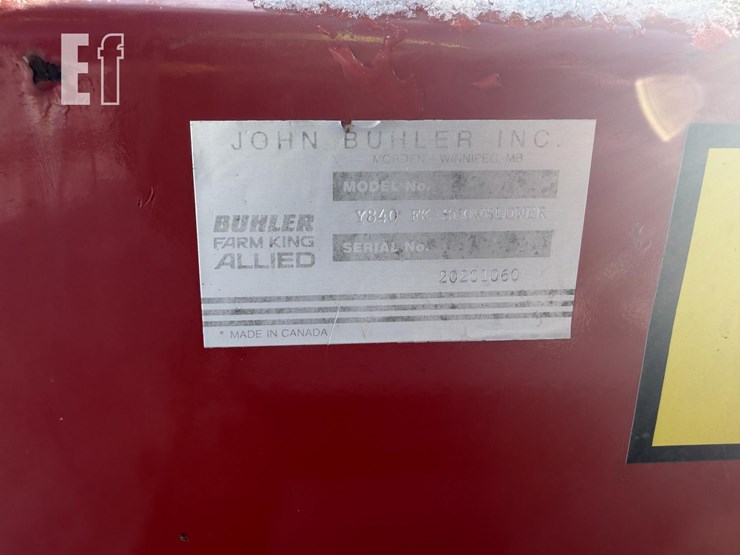 Ef
JOHN BUHLER INC.
MORDEN - WINNIPEG, MB
MODEL No.
Y840 FK SNOWBLOWER
BUHLER
FARM KING
ALLIED
SERIAL No.
20201060
* MADE IN CANADA